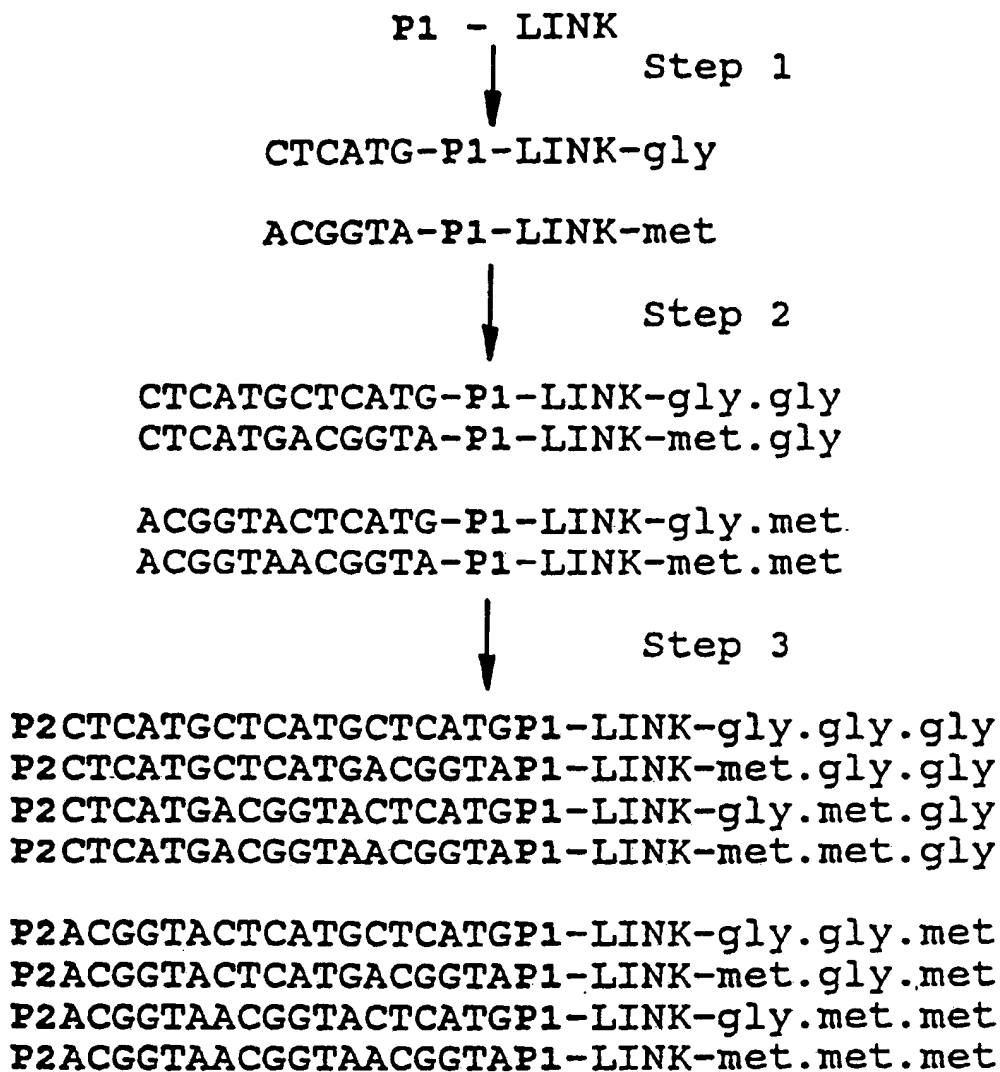 P1 - LINK
Step 1
CTCATG-P1-LINK-gly
ACGGTA-P1-LINK-met
Step 2
CTCATGCTCATG-P1-LINK-gly.gly
CTCATGACGGTA-P1-LINK-met.gly
ACGGTACTCATG-P1-LINK-gly.met
ACGGTAACGGTA-P1-LINK-met.met
Step 3
P2CTCATGCTCATGCTCATGP1-LINK-gly.gly.gly
P2CTCATGCTCATGACGGTAP1-LINK-met.gly.gly
P2CTCATGACGGTACTCATGP1-LINK-gly.met.gly
P2CTCATGACGGTAACGGTAP1-LINK-met.met.gly
P2ACGGTACTCATGCTCATGP1-LINK-gly.gly.met
P2ACGGTACTCATGACGGTAP1-LINK-met.gly.met
P2ACGGTAACGGTACTCATGP1-LINK-gly.met.met
P2ACGGTAACGGTAACGGTAP1-LINK-met.met.met